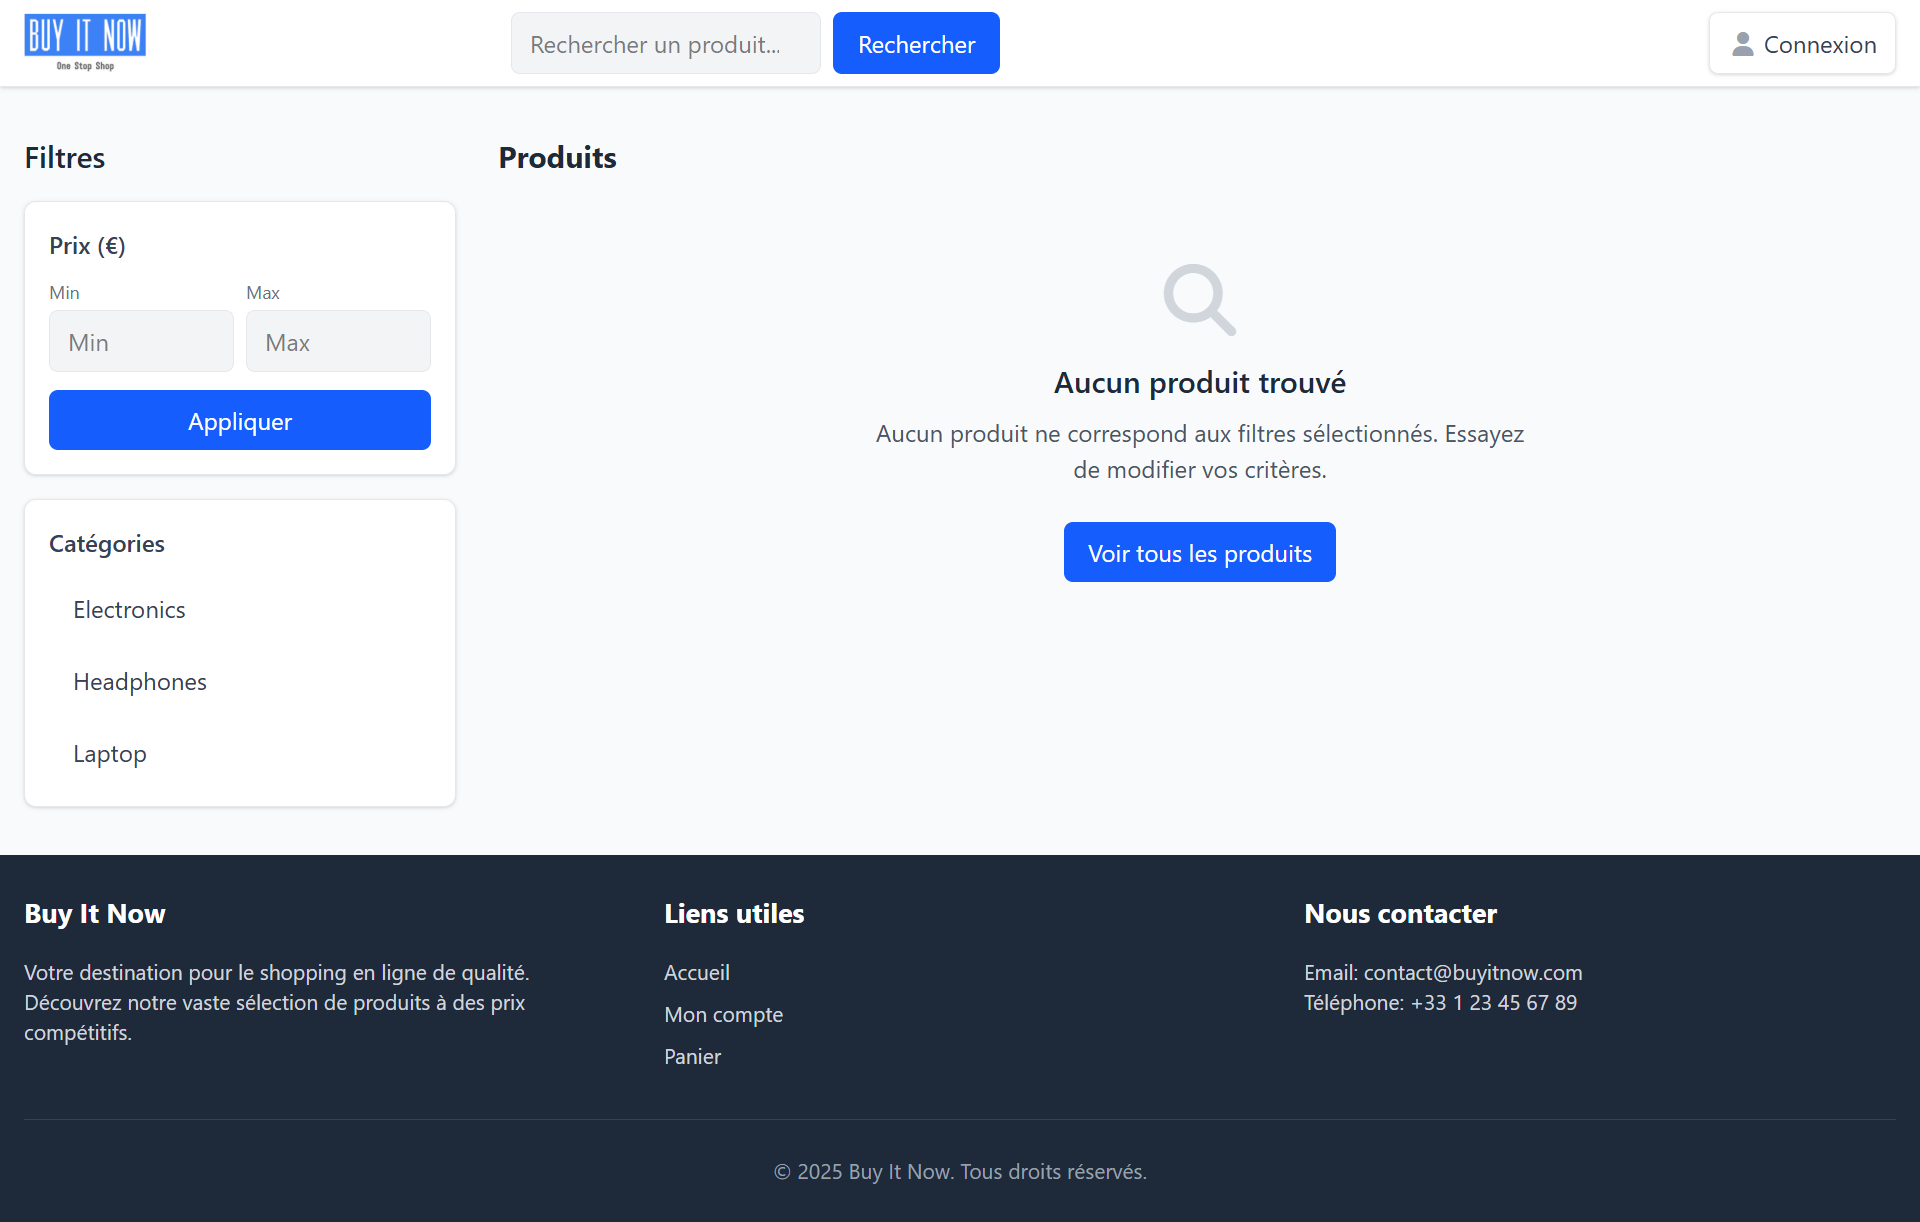 BUY IT NOW
One Stop Shop
Rechercher un produit...
Rechercher
Connexion
Filtres
Prix (€)
Min
Max
Min
Max
Appliquer
Catégories
Electronics
Headphones
Laptop
Produits
Aucun produit trouvé
Aucun produit ne correspond aux filtres sélectionnés. Essayez
de modifier vos critères.
Voir tous les produits
Buy It Now
Votre destination pour le shopping en ligne de qualité.
Découvrez notre vaste sélection de produits à des prix
compétitifs.
Liens utiles
Accueil
Mon compte
Panier
Nous contacter
Email: contact@buyitnow.com
Téléphone: +33 1 23 45 67 89
© 2025 Buy It Now. Tous droits réservés.